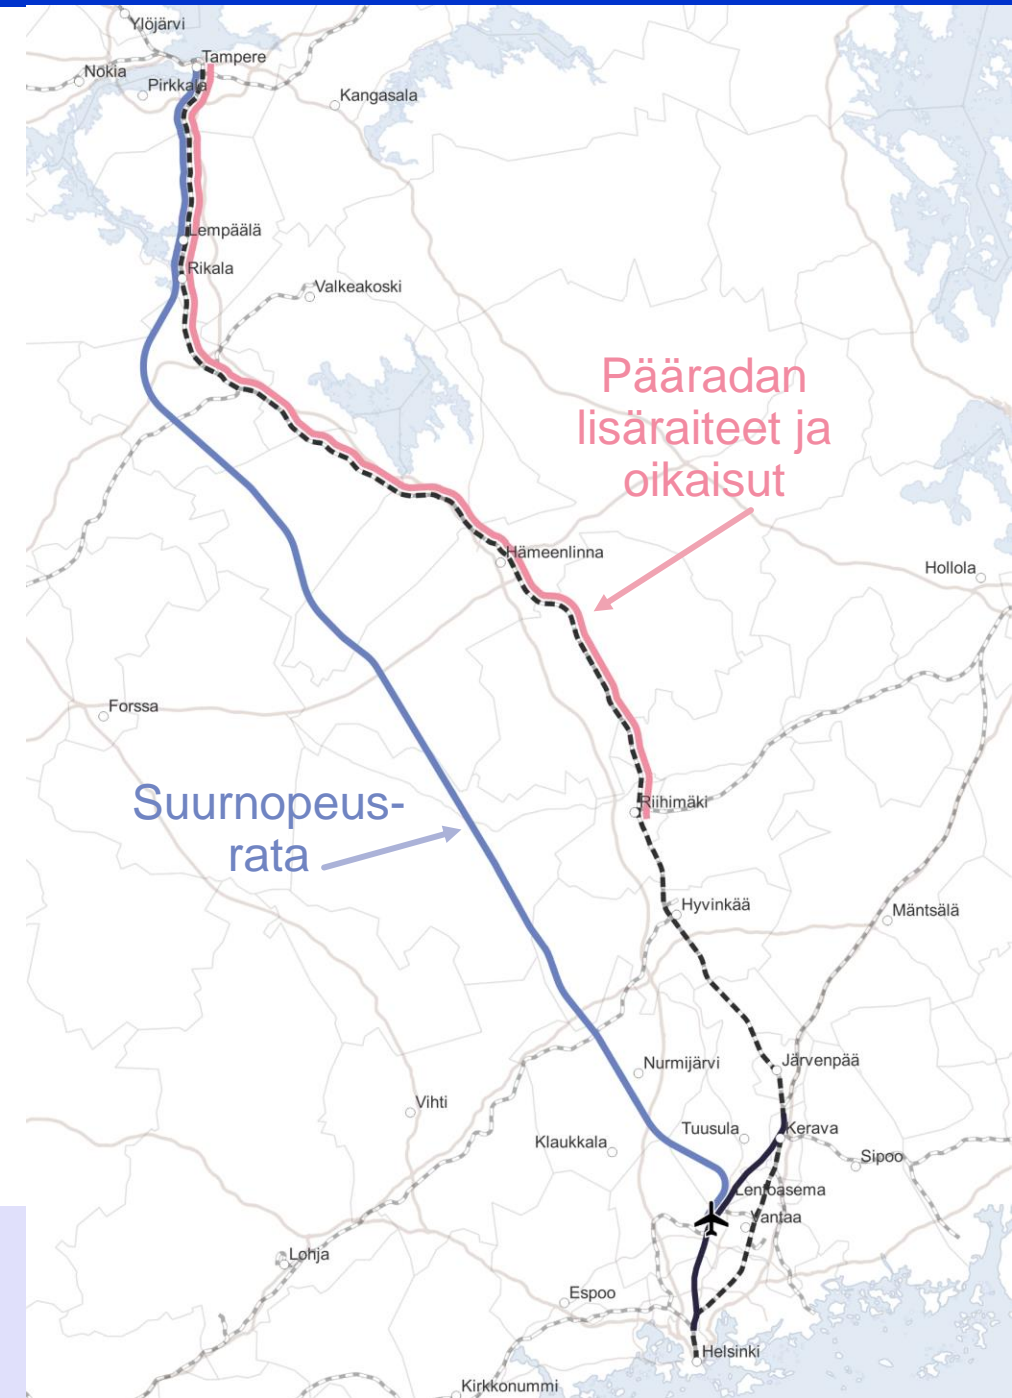 Ylöjärvi
Tampere
Nokia
Pirkkala
Kangasala
Lempäälä
Rikala
Valkeakoski
Pääradan
lisäraiteet ja
oikaisut
Hämeenlinna
Hollola
Forssa
Suurnopeus-
rata
Riihimäki
Hyvinkää
Mäntsälä
Järvenpää
Nurmijärvi
Vihti
Tuusula
Kerava
Klaukkala
Sipoo
Lentoasema
Vantaa
Lohja
Espoo
Helsinki
Kirkkonummi